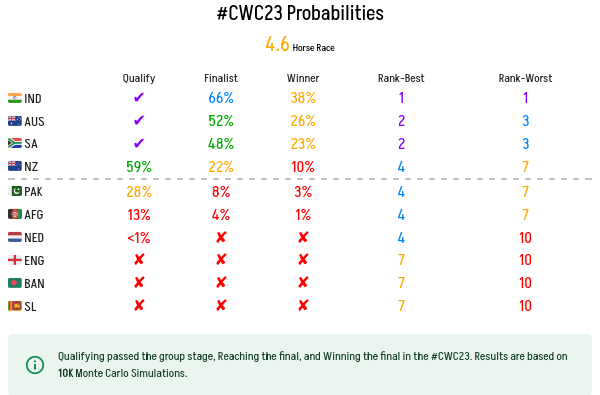 #CWC23 Probabilities
4.6 Horse Race
Qualify Finalist Winner Rank-Best Rank-Worst
IND ✔ 66% 38% 1 1
AUS ✔ 52% 26% 2 3
SA ✔ 48% 23% 2 3
NZ 59% 22% 10% 4 7
PAK 28% 8% 3% 4 7
AFG 13% 4% 1% 4 7
NED <1% ✘ ✘ 4 10
ENG ✘ ✘ ✘ 7 10
BAN ✘ ✘ ✘ 7 10
SL ✘ ✘ ✘ 7 10
Qualifying passed the group stage, Reaching the final, and Winning the final in the #CWC23. Results are based on
10K Monte Carlo Simulations.